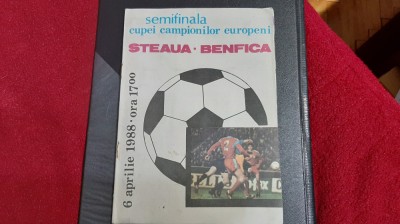 semifinala
cupei campionilor europeni
STEAUA · BENFICA
6 aprilie 1988 · ora 17⁰⁰